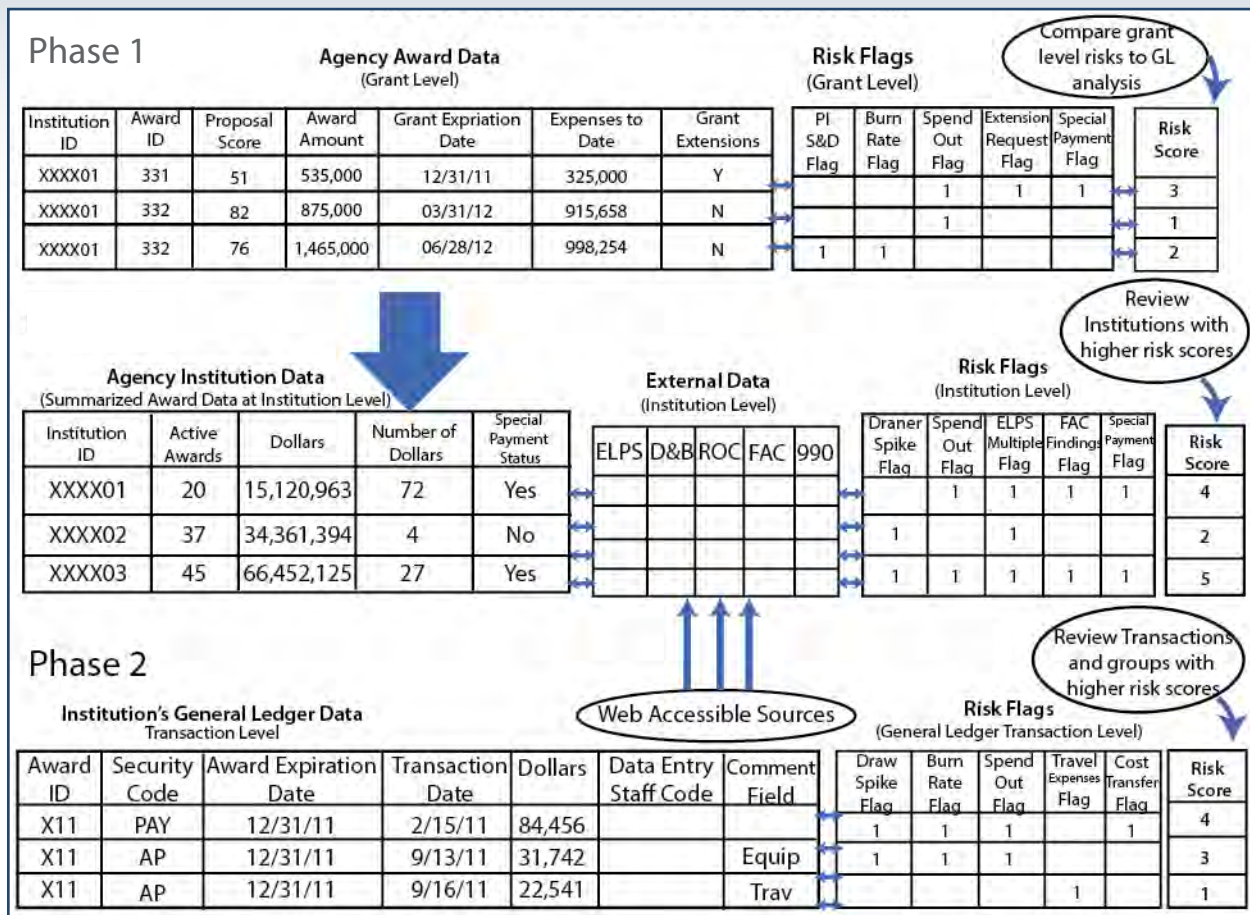 Phase 1
Agency Award Data
(Grant Level)
Risk Flags
(Grant Level)
Compare grant
level risks to GL
analysis
Institution ID Award ID Proposal Score Award Amount Grant Expriation Date Expenses to Date Grant Extensions PI S&D Flag Burn Rate Flag Spend Out Flag Extension Request Flag Special Payment Flag Risk Score
XXXX01 331 51 535,000 12/31/11 325,000 Y 1 1 1 3
XXXX01 332 82 875,000 03/31/12 915,658 N 1 1
XXXX01 332 76 1,465,000 06/28/12 998,254 N 1 1 2
Review
Institutions with
higher risk scores
Agency Institution Data
(Summarized Award Data at Institution Level)
External Data
(Institution Level)
Risk Flags
(Institution Level)
Institution ID Active Awards Dollars Number of Dollars Special Payment Status ELPS D&B ROC FAC 990 Draner Spike Flag Spend Out Flag ELPS Multiple Flag FAC Findings Flag Special Payment Flag Risk Score
XXXX01 20 15,120,963 72 Yes 1 1 1 1 4
XXXX02 37 34,361,394 4 No 1 1 2
XXXX03 45 66,452,125 27 Yes 1 1 1 1 1 5
Phase 2
Web Accessible Sources
Review Transactions
and groups with
higher risk scores
Institution's General Ledger Data
Transaction Level
Risk Flags
(General Ledger Transaction Level)
Award ID Security Code Award Expiration Date Transaction Date Dollars Data Entry Staff Code Comment Field Draw Spike Flag Burn Rate Flag Spend Out Flag Travel Expenses Flag Cost Transfer Flag Risk Score
X11 PAY 12/31/11 2/15/11 84,456 1 1 1 1 4
X11 AP 12/31/11 9/13/11 31,742 Equip 1 1 1 3
X11 AP 12/31/11 9/16/11 22,541 Trav 1 1